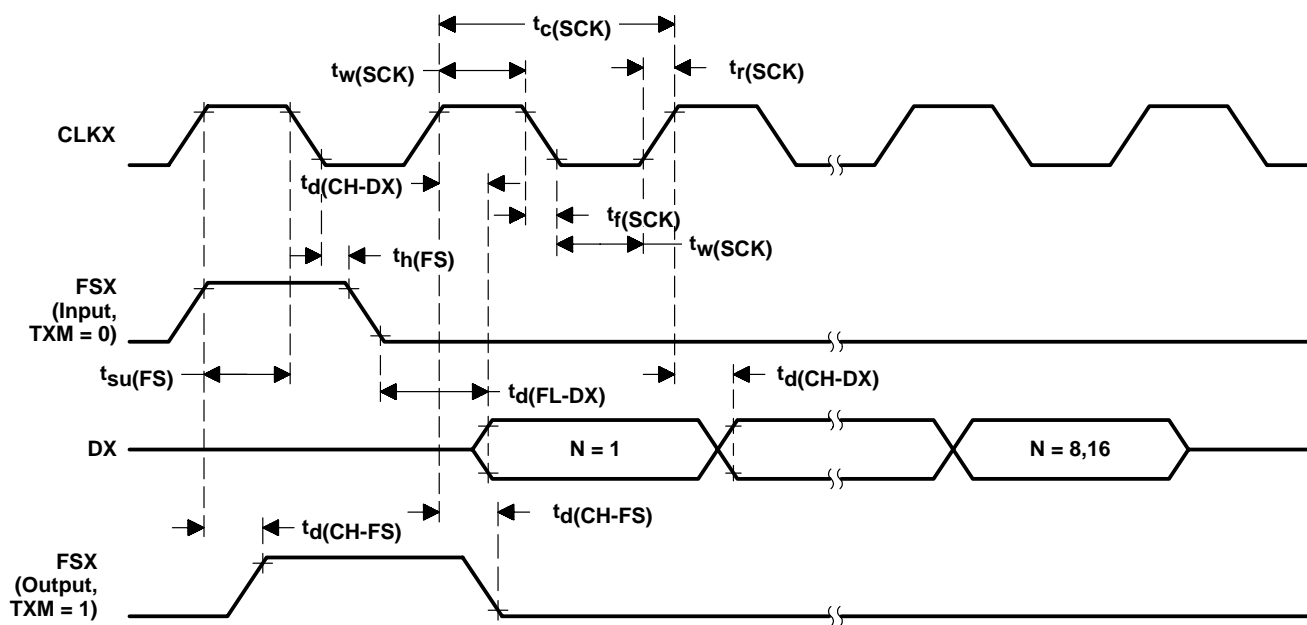 tc(SCK)
tw(SCK)
tr(SCK)
CLKX
td(CH-DX)
tf(SCK)
tw(SCK)
th(FS)
FSX
(Input,
TXM = 0)
tsu(FS)
td(CH-DX)
td(FL-DX)
DX
N = 1
N = 8,16
td(CH-FS)
td(CH-FS)
FSX
(Output,
TXM = 1)